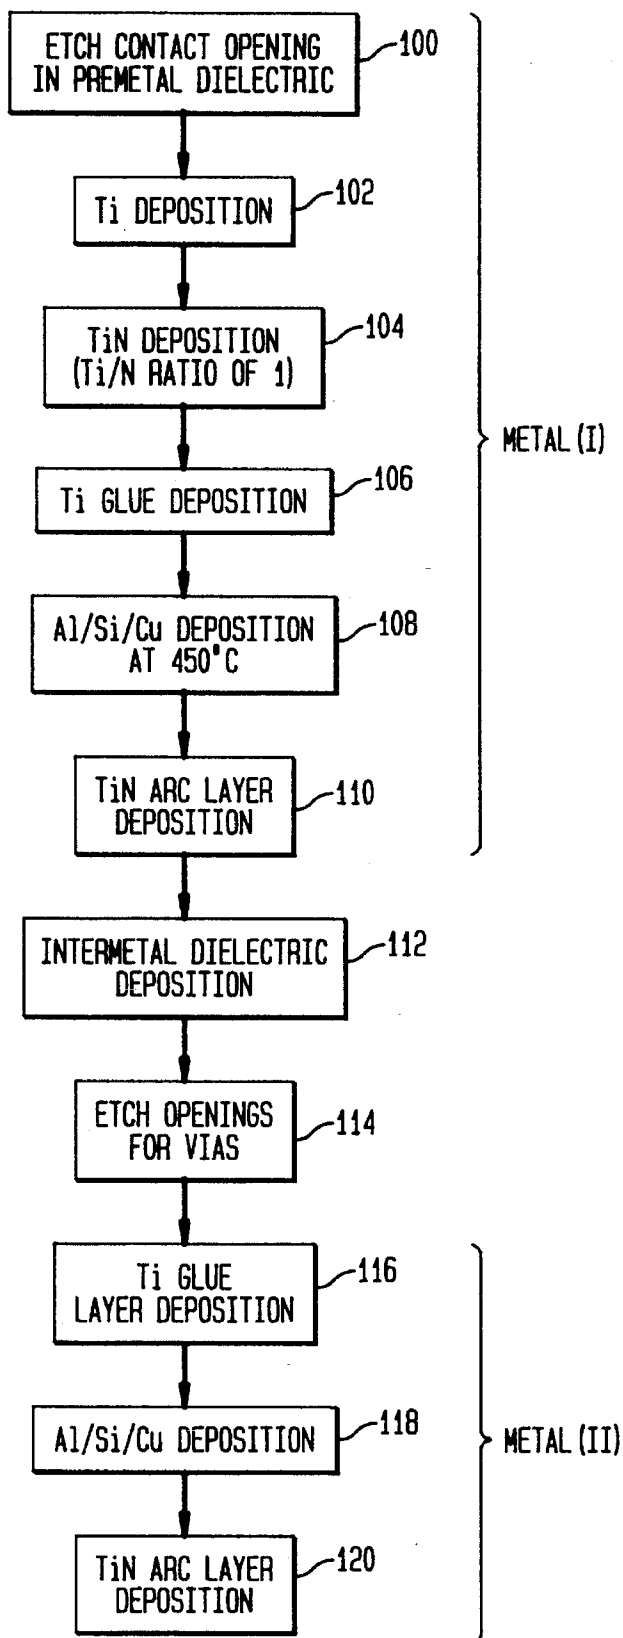 ETCH CONTACT OPENING
IN PREMETAL DIELECTRIC
100
Ti DEPOSITION
102
TiN DEPOSITION
(Ti/N RATIO OF 1)
104
METAL (I)
Ti GLUE DEPOSITION
106
Al/Si/Cu DEPOSITION
AT 450°C
108
TiN ARC LAYER
DEPOSITION
110
INTERMETAL DIELECTRIC
DEPOSITION
112
ETCH OPENINGS
FOR VIAS
114
Ti GLUE
LAYER DEPOSITION
116
Al/Si/Cu DEPOSITION
118
METAL (II)
TiN ARC LAYER
DEPOSITION
120